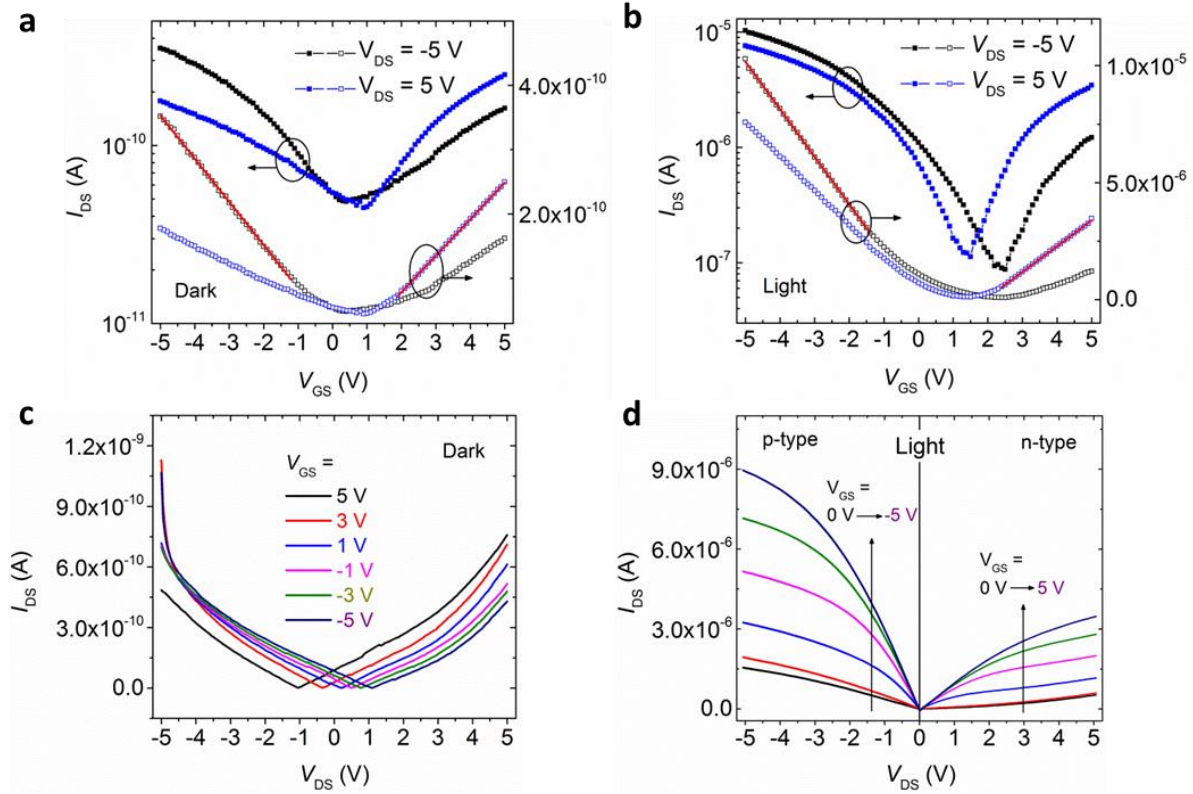 a
V_DS = -5 V
V_DS = 5 V
10^-10
10^-11
4.0x10^-10
2.0x10^-10
I_DS (A)
Dark
-5 -4 -3 -2 -1 0 1 2 3 4 5
V_GS (V)
b
V_DS = -5 V
V_DS = 5 V
10^-5
10^-6
10^-7
1.0x10^-5
5.0x10^-6
0.0
I_DS (A)
Light
-5 -4 -3 -2 -1 0 1 2 3 4 5
V_GS (V)
c
1.2x10^-9
9.0x10^-10
6.0x10^-10
3.0x10^-10
0.0
I_DS (A)
Dark
V_GS =
5 V
3 V
1 V
-1 V
-3 V
-5 V
-5 -4 -3 -2 -1 0 1 2 3 4 5
V_DS (V)
d
p-type
Light
n-type
9.0x10^-6
6.0x10^-6
3.0x10^-6
0.0
I_DS (A)
V_GS =
0 V -5 V
V_GS =
0 V 5 V
-5 -4 -3 -2 -1 0 1 2 3 4 5
V_DS (V)